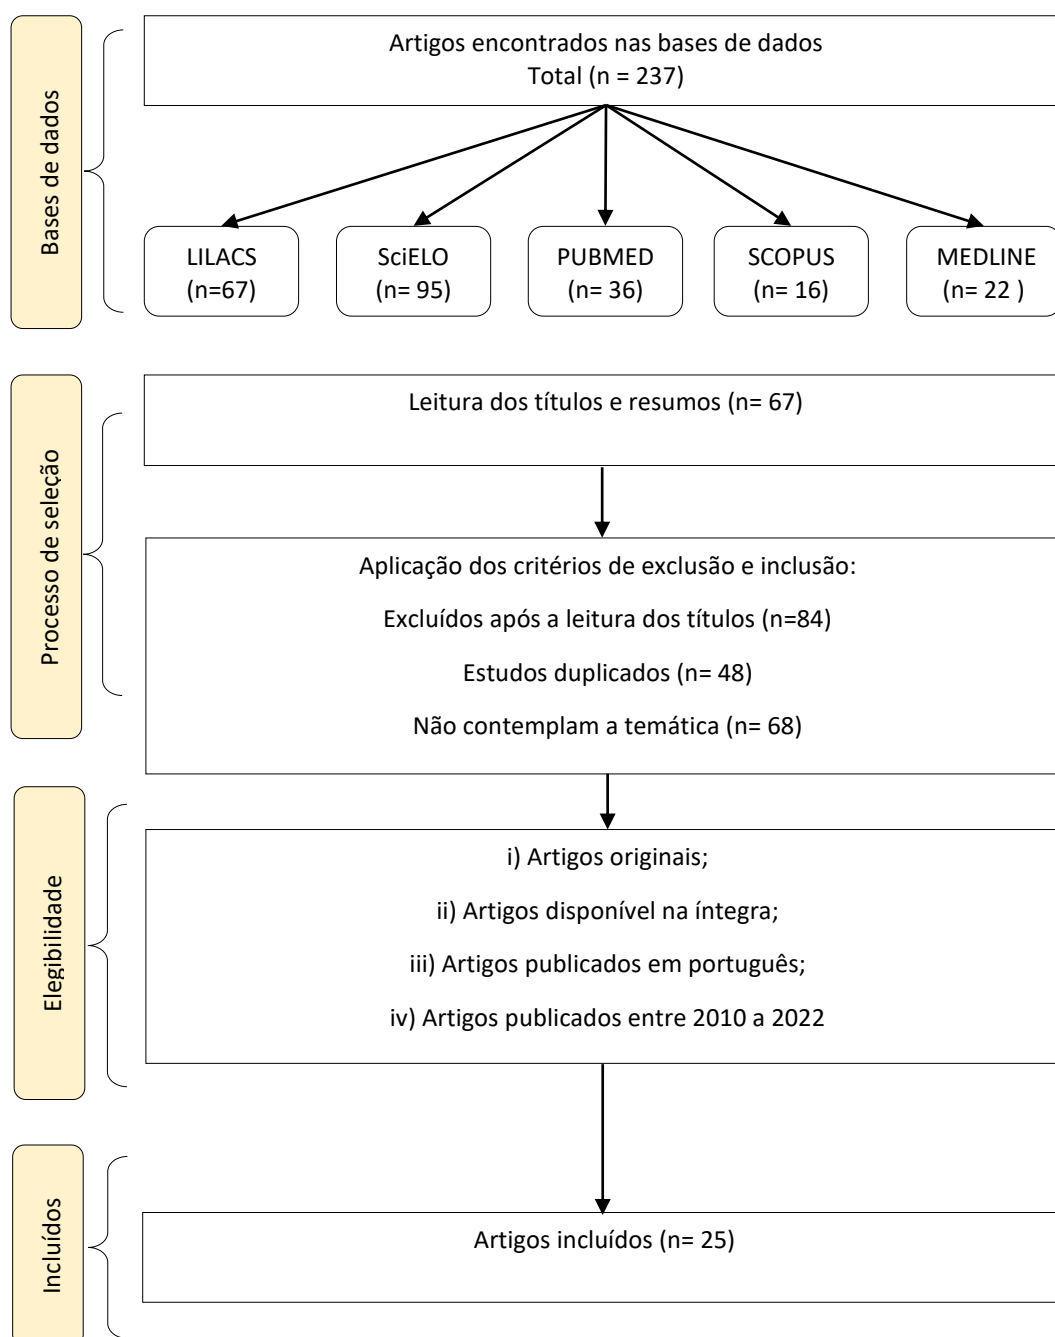 Bases de dados
Artigos encontrados nas bases de dados
Total (n = 237)
LILACS
(n=67)
SciELO
(n= 95)
PUBMED
(n= 36)
SCOPUS
(n= 16)
MEDLINE
(n= 22 )
Processo de seleção
Leitura dos títulos e resumos (n= 67)
Aplicação dos critérios de exclusão e inclusão:
Excluídos após a leitura dos títulos (n=84)
Estudos duplicados (n= 48)
Não contemplam a temática (n= 68)
Elegibilidade
i) Artigos originais;
ii) Artigos disponível na íntegra;
iii) Artigos publicados em português;
iv) Artigos publicados entre 2010 a 2022
Incluídos
Artigos incluídos (n= 25)